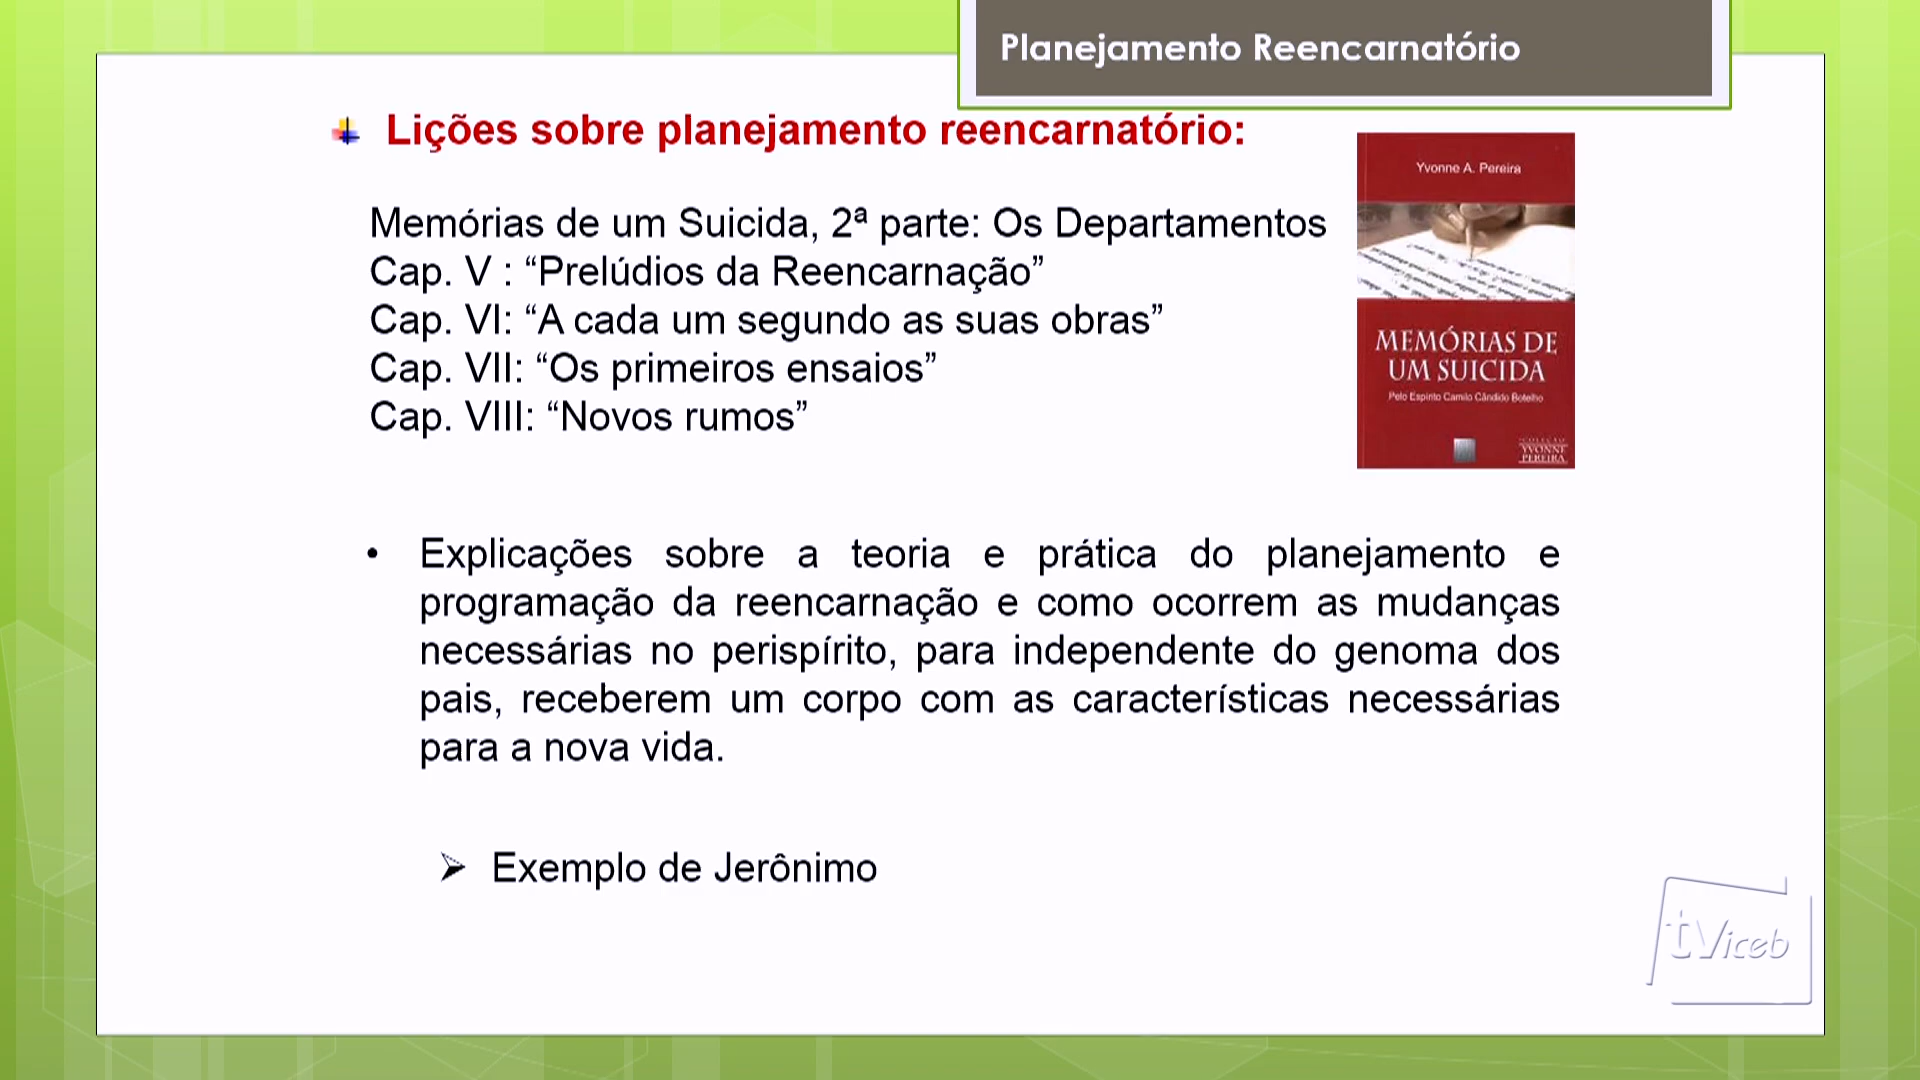 Planejamento Reencarnatório
Lições sobre planejamento reencarnatório:
Memórias de um Suicida, 2ª parte: Os Departamentos
Cap. V : “Prelúdios da Reencarnação”
Cap. VI: “A cada um segundo as suas obras”
Cap. VII: “Os primeiros ensaios”
Cap. VIII: “Novos rumos”
Yvonne A. Pereira
MEMÓRIAS DE
UM SUICIDA
Pelo Espírito Camilo Cândido Botelho
COLEÇÃO
YVONNE
PEREIRA
• Explicações sobre a teoria e prática do planejamento e
programação da reencarnação e como ocorrem as mudanças
necessárias no perispírito, para independente do genoma dos
pais, receberem um corpo com as características necessárias
para a nova vida.
➢ Exemplo de Jerônimo
tViceb